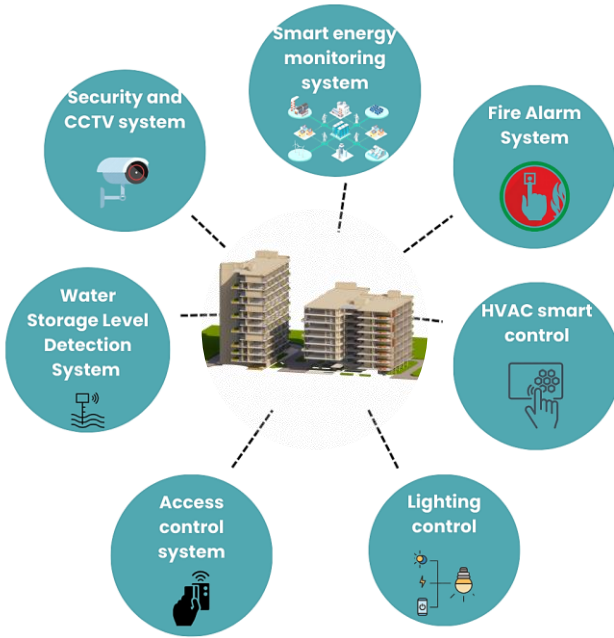 Smart energy
monitoring
system
Security and
CCTV system
Fire Alarm
System
Water
Storage Level
Detection
System
HVAC smart
control
Access
control
system
Lighting
control